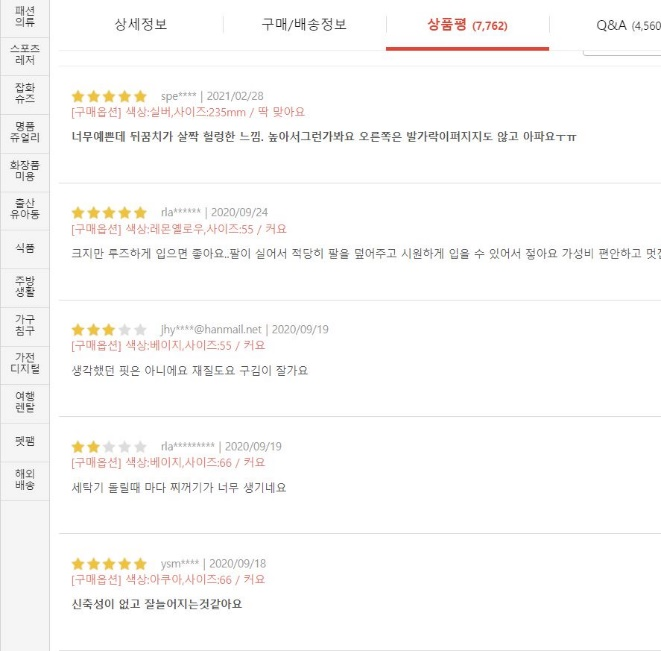 패션
의류
스포츠
레저
잡화
슈즈
명품
쥬얼리
화장품
미용
출산
유아동
식품
주방
생활
가구
침구
가전
디지털
여행
렌탈
펫팸
해외
배송
상세정보
구매/배송정보
상품평 (7,762)
Q&A (4,560
spe**** | 2021/02/28
[구매옵션] 색상:실버,사이즈:235mm / 딱 맞아요
너무예쁜데 뒤꿈치가 살짝 헐렁한 느낌. 높아서그런가봐요 오른쪽은 발가락이펴지지도 않고 아파요ㅜㅠ
rla****** | 2020/09/24
[구매옵션] 색상:레몬옐로우,사이즈:55 / 커요
크지만 루즈하게 입으면 좋아요..팔이 실어서 적당히 팔을 덮어주고 시원하게 입을 수 있어서 젛아요 가성비 편안하고
jhy****@hanmail.net | 2020/09/19
[구매옵션] 색상:베이지,사이즈:55 / 커요
생각했던 핏은 아니에요 재질도요 구김이 잘가요
rla********* | 2020/09/19
[구매옵션] 색상:베이지,사이즈:66 / 커요
세탁기 돌릴때 마다 찌꺼기가 너무 생기네요
ysm**** | 2020/09/18
[구매옵션] 색상:아쿠아,사이즈:66 / 커요
신축성이 없고 잘늘어지는것같아요